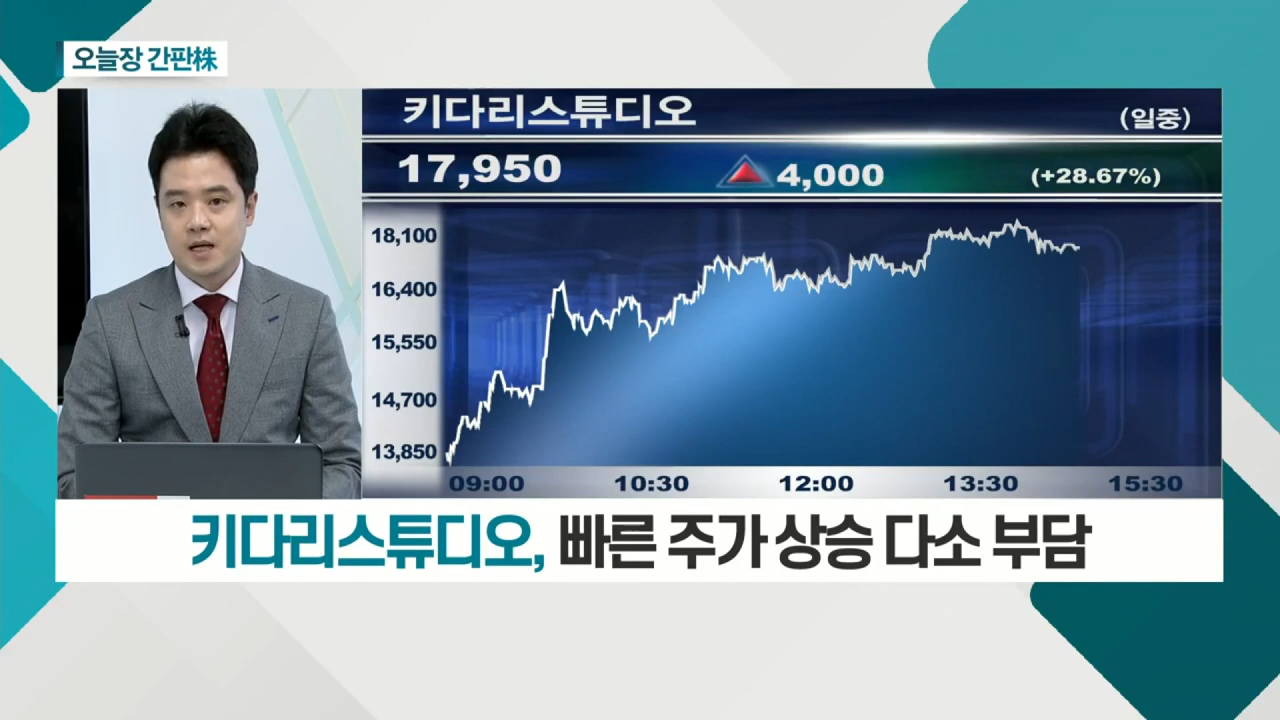 오늘장 간판株
키다리스튜디오 (일중)
17,950 4,000 (+28.67%)
18,100
16,400
15,550
14,700
13,850
09:00 10:30 12:00 13:30 15:30
키다리스튜디오, 빠른 주가 상승 다소 부담